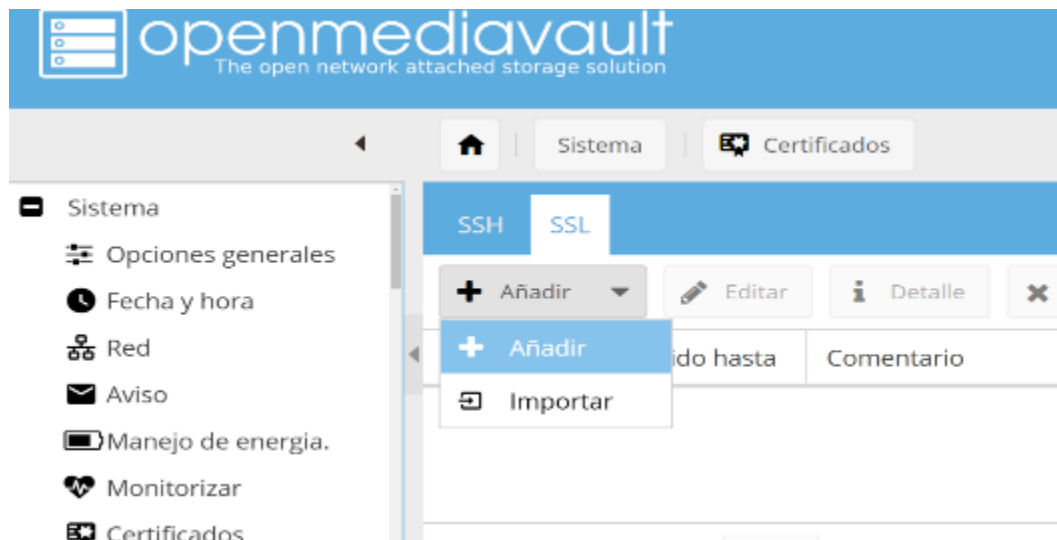 openmediavault
The open network attached storage solution
Sistema
Certificados
Sistema
Opciones generales
Fecha y hora
Red
Aviso
Manejo de energia.
Monitorizar
Certificados
SSH
SSL
Añadir
Editar
Detalle
Añadir
Importar
ido hasta
Comentario